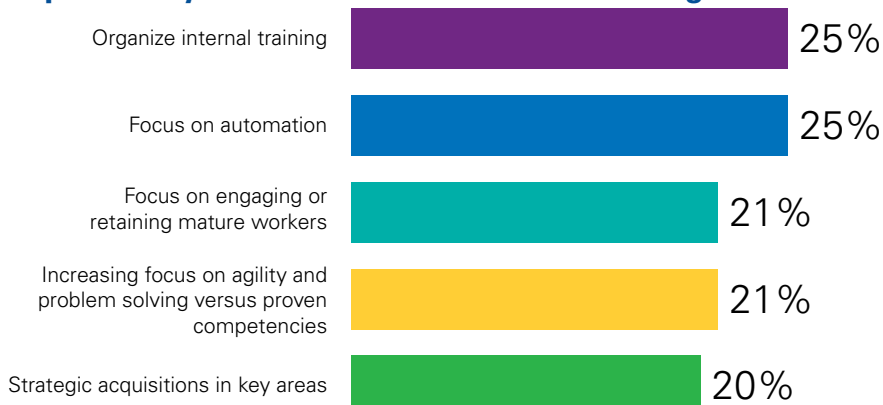 Organize internal training
25%
Focus on automation
25%
Focus on engaging or
retaining mature workers
21%
Increasing focus on agility and
problem solving versus proven
competencies
21%
Strategic acquisitions in key areas
20%